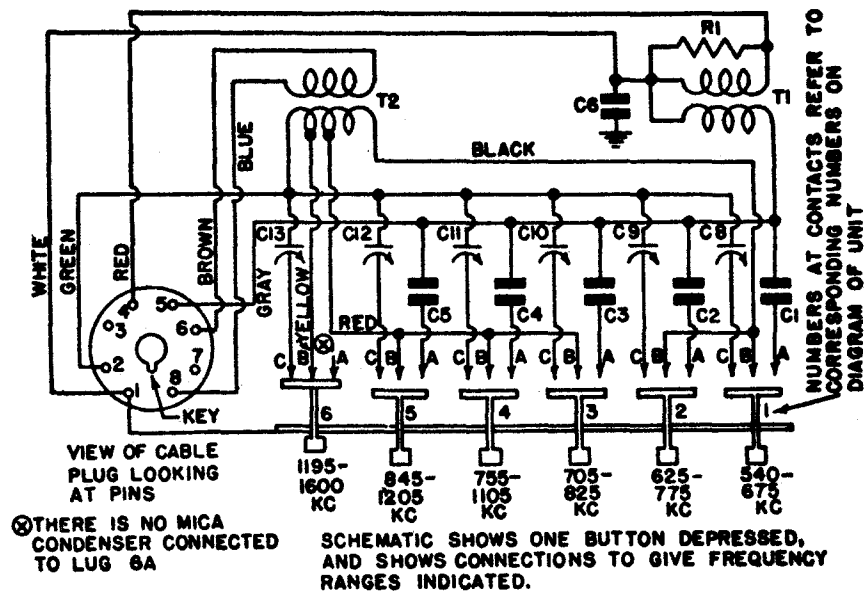 R1
T2
T1
C6
BLACK
BLUE
WHITE
GREEN
RED
BROWN
GRAY
YELLOW
RED
C13
C12
C11
C10
C9
C8
C5
C4
C3
C2
C1
C B A
C B A
C B A
C B A
C B A
C B A
5
4
3
6
2
7
1
8
KEY
6
5
4
3
2
1
VIEW OF CABLE
PLUG LOOKING
AT PINS
1195-
1600
KC
845-
1205
KC
755-
1105
KC
705-
825
KC
625-
775
KC
540-
675
KC
NUMBERS AT CONTACTS REFER TO
CORRESPONDING NUMBERS ON
DIAGRAM OF UNIT
⊗THERE IS NO MICA
CONDENSER CONNECTED
TO LUG 6A
SCHEMATIC SHOWS ONE BUTTON DEPRESSED,
AND SHOWS CONNECTIONS TO GIVE FREQUENCY
RANGES INDICATED.